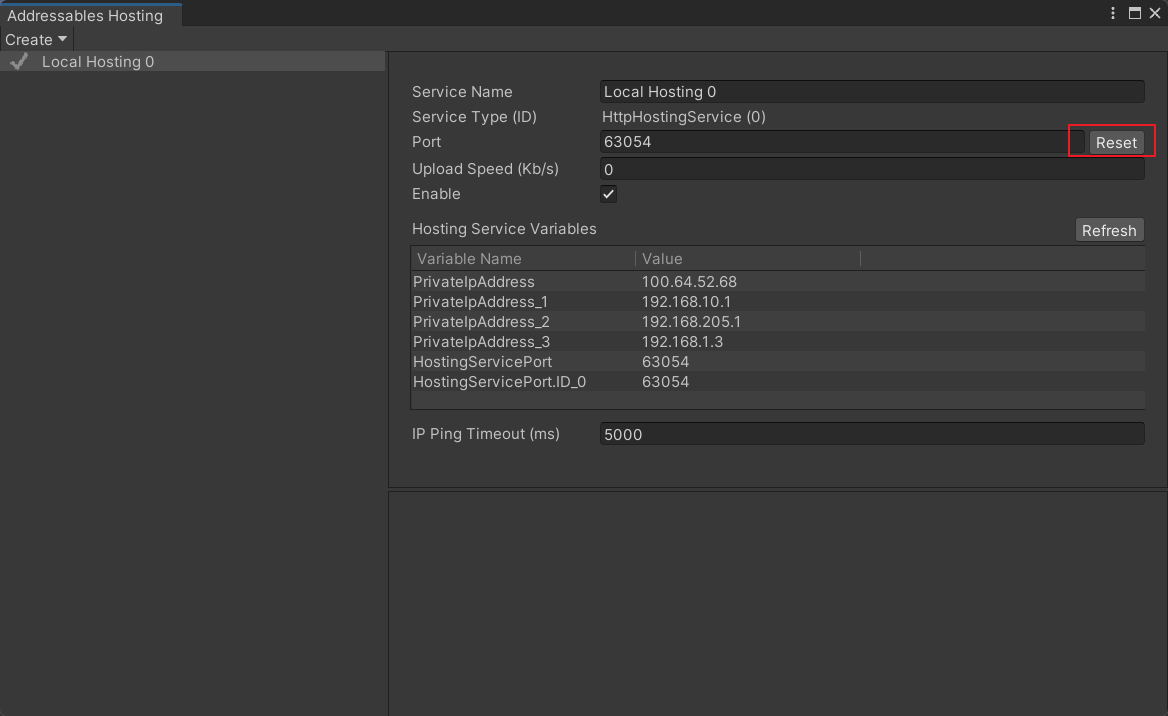 Addressables Hosting
Create
Local Hosting 0
Service Name Local Hosting 0
Service Type (ID) HttpHostingService (0)
Port 63054 Reset
Upload Speed (Kb/s) 0
Enable
Hosting Service Variables Refresh
Variable Name Value
PrivateIpAddress 100.64.52.68
PrivateIpAddress_1 192.168.10.1
PrivateIpAddress_2 192.168.205.1
PrivateIpAddress_3 192.168.1.3
HostingServicePort 63054
HostingServicePort.ID_0 63054
IP Ping Timeout (ms) 5000